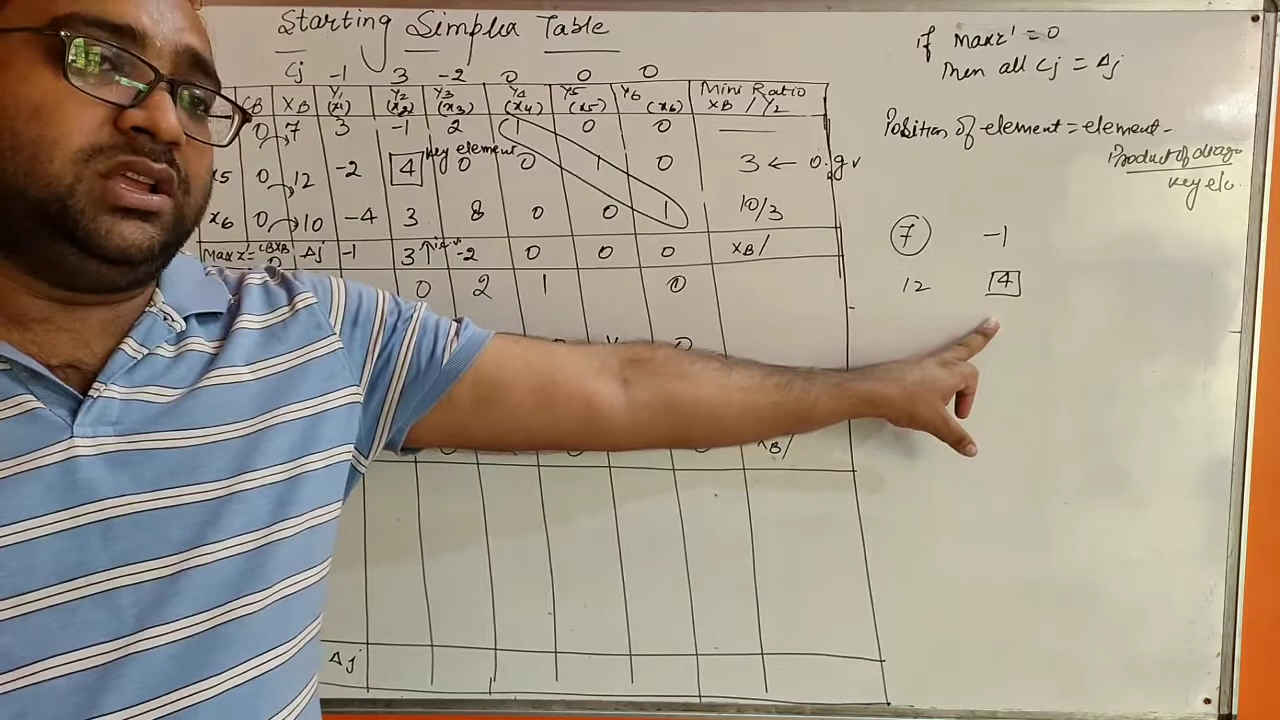 Starting Simplex Table
Cj -1 3 -2 0 0 0
CB XB Y1 (x1) Y2 (x2) Y3 (x3) Y4 (x4) Y5 (x5) Y6 (x6) Mini Ratio XB / Y2
0 7 3 -1 2 1 0 0 —
key element
x5 0 12 -2 4 0 0 1 0 3 ← o.g v
x6 0 10 -4 3 8 0 0 1 10/3
Max z' = CBXB 0 Δj -1 3 ↑ i.v -2 0 0 0 XB/
0 2 1 0
XB/
Δj
if Max z' = 0
Then all Cj = Δj
Position of element = element -
Product of diago
key ele.
7 -1
12 4